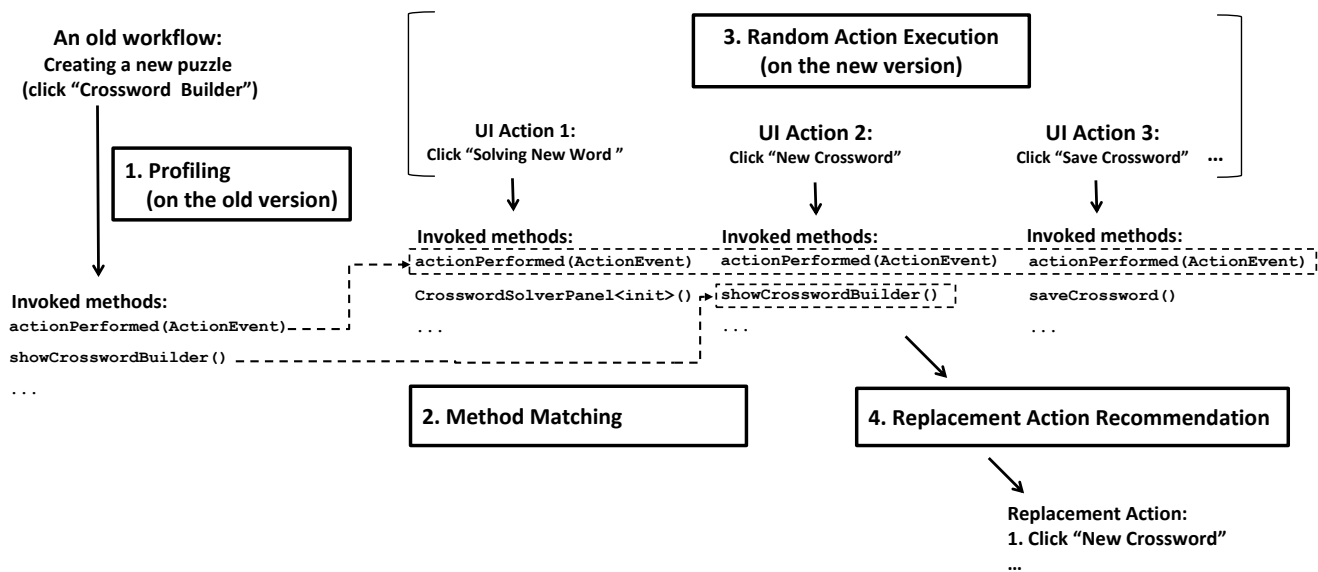 An old workflow:
Creating a new puzzle
(click “Crossword Builder”)
1. Profiling
(on the old version)
Invoked methods:
actionPerformed(ActionEvent)
showCrosswordBuilder()
...
3. Random Action Execution
(on the new version)
UI Action 1:
Click “Solving New Word ”
UI Action 2:
Click “New Crossword”
UI Action 3:
Click “Save Crossword” ...
Invoked methods:
actionPerformed(ActionEvent)
CrosswordSolverPanel<init>()
...
Invoked methods:
actionPerformed(ActionEvent)
showCrosswordBuilder()
...
Invoked methods:
actionPerformed(ActionEvent)
saveCrossword()
...
2. Method Matching
4. Replacement Action Recommendation
Replacement Action:
1. Click “New Crossword”
...